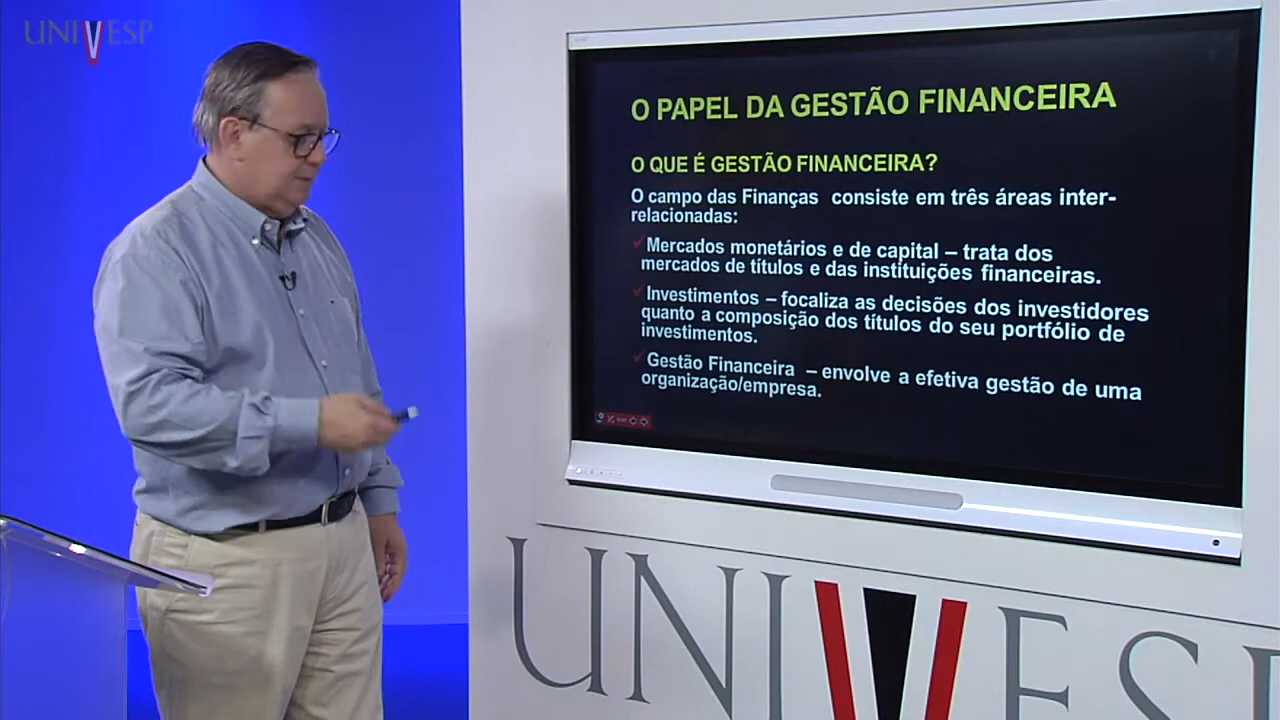 UNIVESP
O PAPEL DA GESTÃO FINANCEIRA
O QUE É GESTÃO FINANCEIRA?
O campo das Finanças consiste em três áreas inter-
relacionadas:
Mercados monetários e de capital – trata dos
mercados de títulos e das instituições financeiras.
Investimentos – focaliza as decisões dos investidores
quanto a composição dos títulos do seu portfólio de
investimentos.
Gestão Financeira – envolve a efetiva gestão de uma
organização/empresa.
UNIVESP